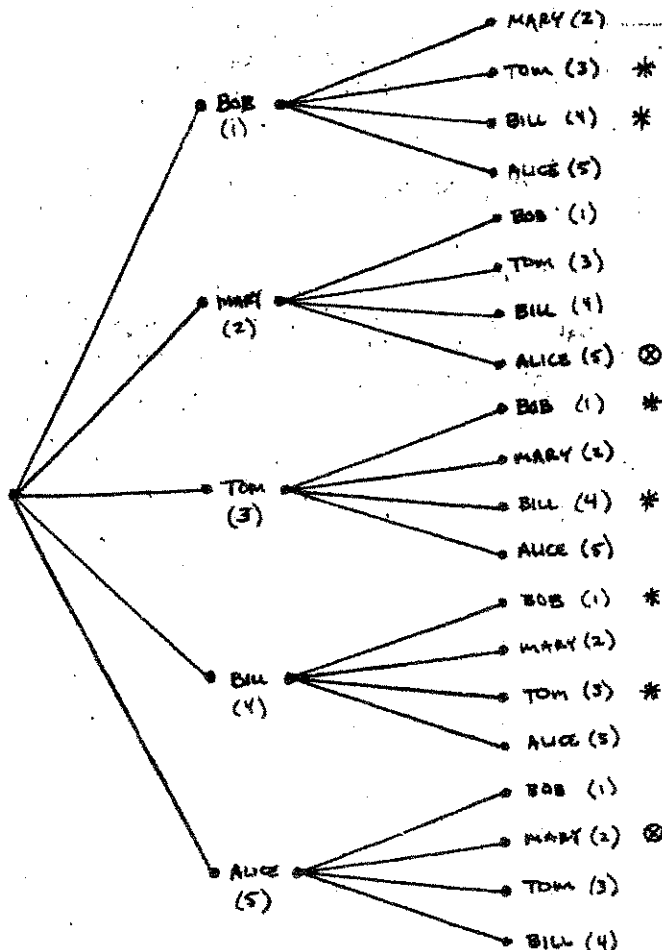 MARY (2)
TOM (3) *
BOB
(1)
BILL (4) *
ALICE (5)
BOB (1)
TOM (3)
MARY
(2)
BILL (4)
ALICE (5) ⊗
BOB (1) *
MARY (2)
TOM
(3)
BILL (4) *
ALICE (5)
BOB (1) *
MARY (2)
BILL
(4)
TOM (3) *
ALICE (5)
BOB (1)
MARY (2) ⊗
ALICE
(5)
TOM (3)
BILL (4)